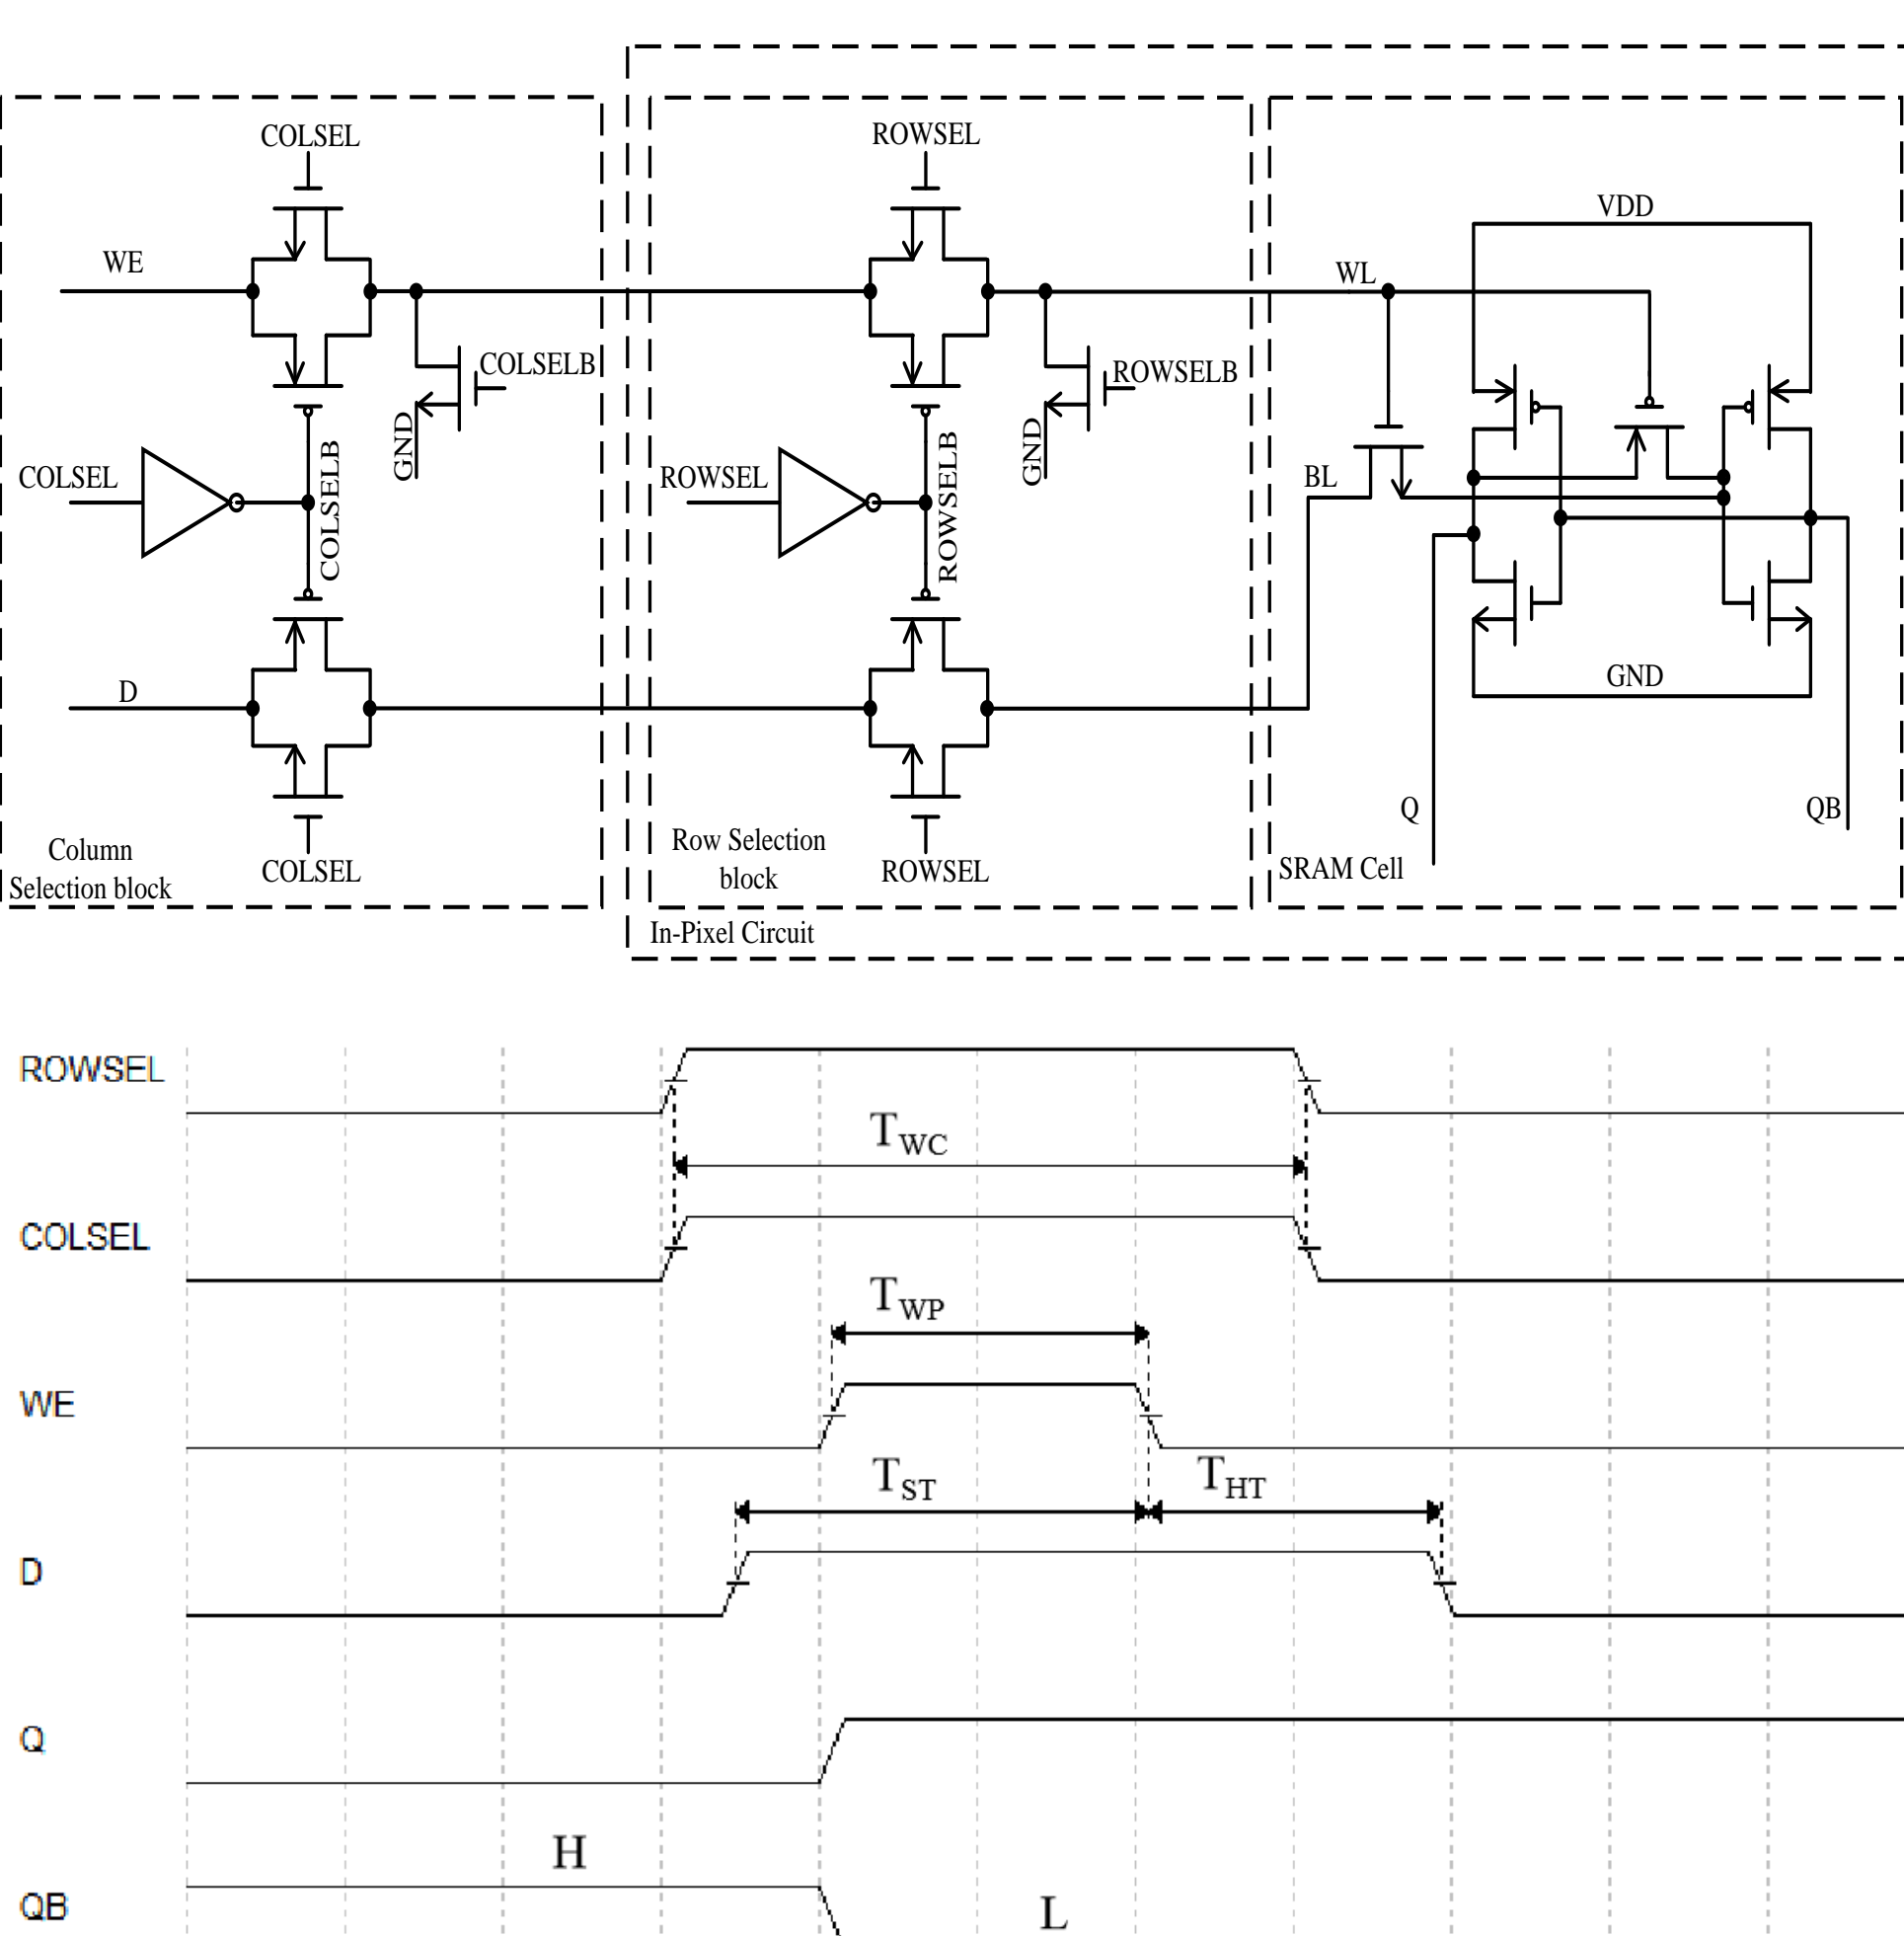 COLSEL
ROWSEL
VDD
WE
WL
COLSELB
ROWSELB
GND
GND
COLSEL
COLSELB
ROWSEL
ROWSELB
BL
D
GND
Q
QB
Column
Selection block
COLSEL
Row Selection
block
ROWSEL
SRAM Cell
In-Pixel Circuit
ROWSEL
TWC
COLSEL
TWP
WE
TST
THT
D
Q
H
QB
L